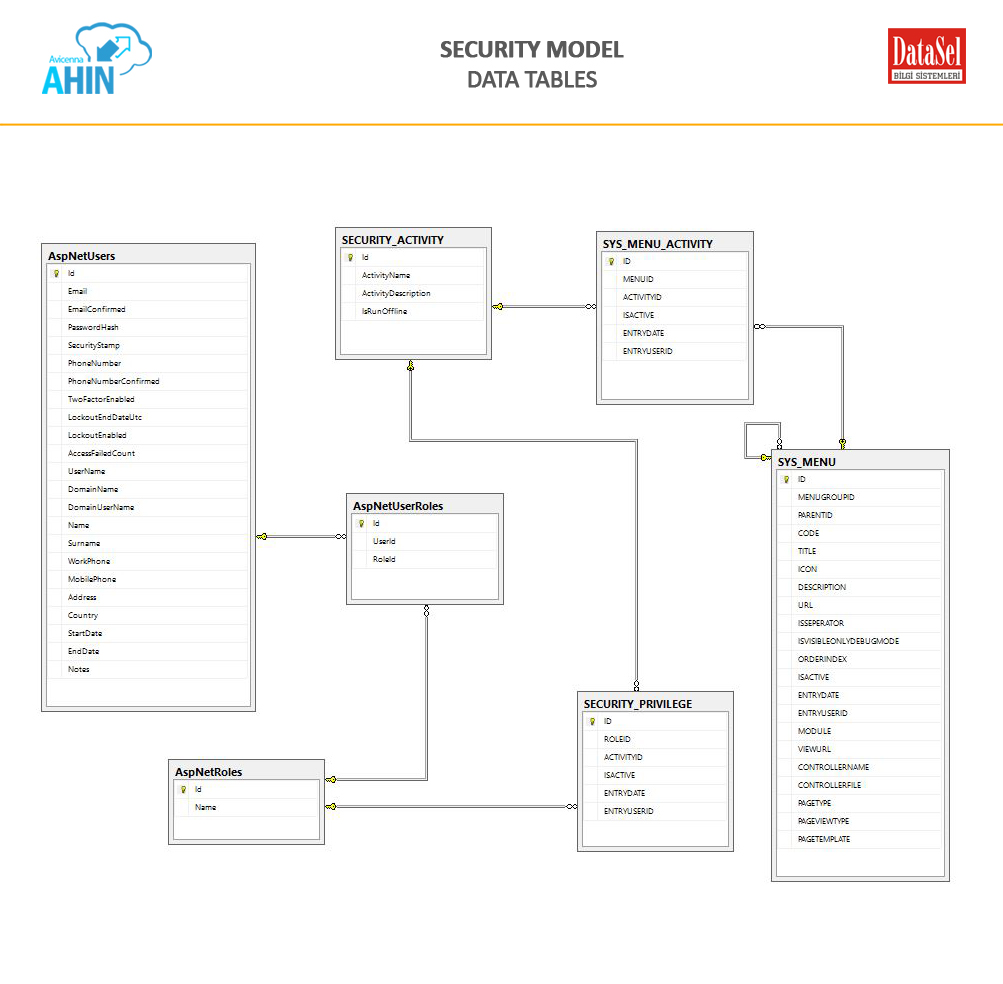 Avicenna
AHIN
SECURITY MODEL
DATA TABLES
DataSel
BİLGİ SİSTEMLERİ
AspNetUsers
Id
Email
EmailConfirmed
PasswordHash
SecurityStamp
PhoneNumber
PhoneNumberConfirmed
TwoFactorEnabled
LockoutEndDateUtc
LockoutEnabled
AccessFailedCount
UserName
DomainName
DomainUserName
Name
Surname
WorkPhone
MobilePhone
Address
Country
StartDate
EndDate
Notes
SECURITY_ACTIVITY
Id
ActivityName
ActivityDescription
IsRunOffline
SYS_MENU_ACTIVITY
ID
MENUID
ACTIVITYID
ISACTIVE
ENTRYDATE
ENTRYUSERID
AspNetUserRoles
Id
UserId
RoleId
SYS_MENU
ID
MENUGROUPID
PARENTID
CODE
TITLE
ICON
DESCRIPTION
URL
ISSEPERATOR
ISVISIBLEONLYDEBUGMODE
ORDERINDEX
ISACTIVE
ENTRYDATE
ENTRYUSERID
MODULE
VIEWURL
CONTROLLERNAME
CONTROLLERFILE
PAGETYPE
PAGEVIEWTYPE
PAGETEMPLATE
AspNetRoles
Id
Name
SECURITY_PRIVILEGE
ID
ROLEID
ACTIVITYID
ISACTIVE
ENTRYDATE
ENTRYUSERID